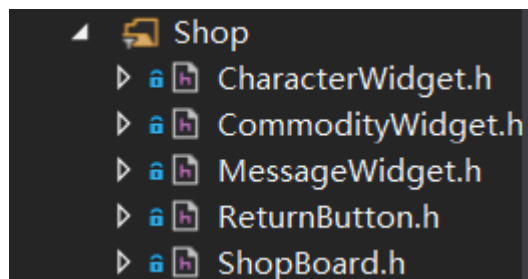 Shop
CharacterWidget.h
CommodityWidget.h
MessageWidget.h
ReturnButton.h
ShopBoard.h